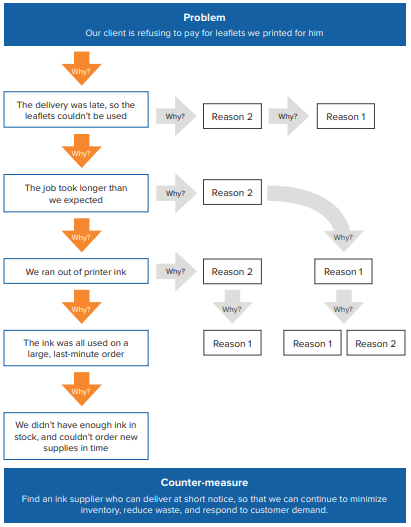 Problem
Our client is refusing to pay for leaflets we printed for him
Why?
The delivery was late, so the
leaflets couldn't be used
Why?
Reason 2
Why?
Reason 1
Why?
The job took longer than
we expected
Why?
Reason 2
Why?
Why?
We ran out of printer ink
Why?
Reason 2
Reason 1
Why?
Why?
Why?
The ink was all used on a
large, last-minute order
Reason 1
Reason 1
Reason 2
Why?
We didn't have enough ink in
stock, and couldn't order new
supplies in time
Counter-measure
Find an ink supplier who can deliver at short notice, so that we can continue to minimize
inventory, reduce waste, and respond to customer demand.